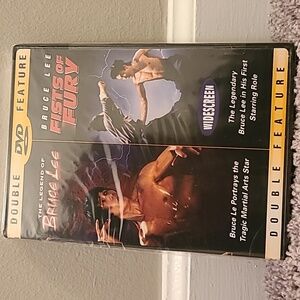 DOUBLE DVD FEATURE
BRUCE LEE
FISTS OF
FURY
WIDESCREEN
The Legendary
Bruce Lee in His First
Starring Role
THE LEGEND OF
BRUCE LEE
Bruce Le Portrays the
Tragic Martial Arts Star
DOUBLE FEATURE